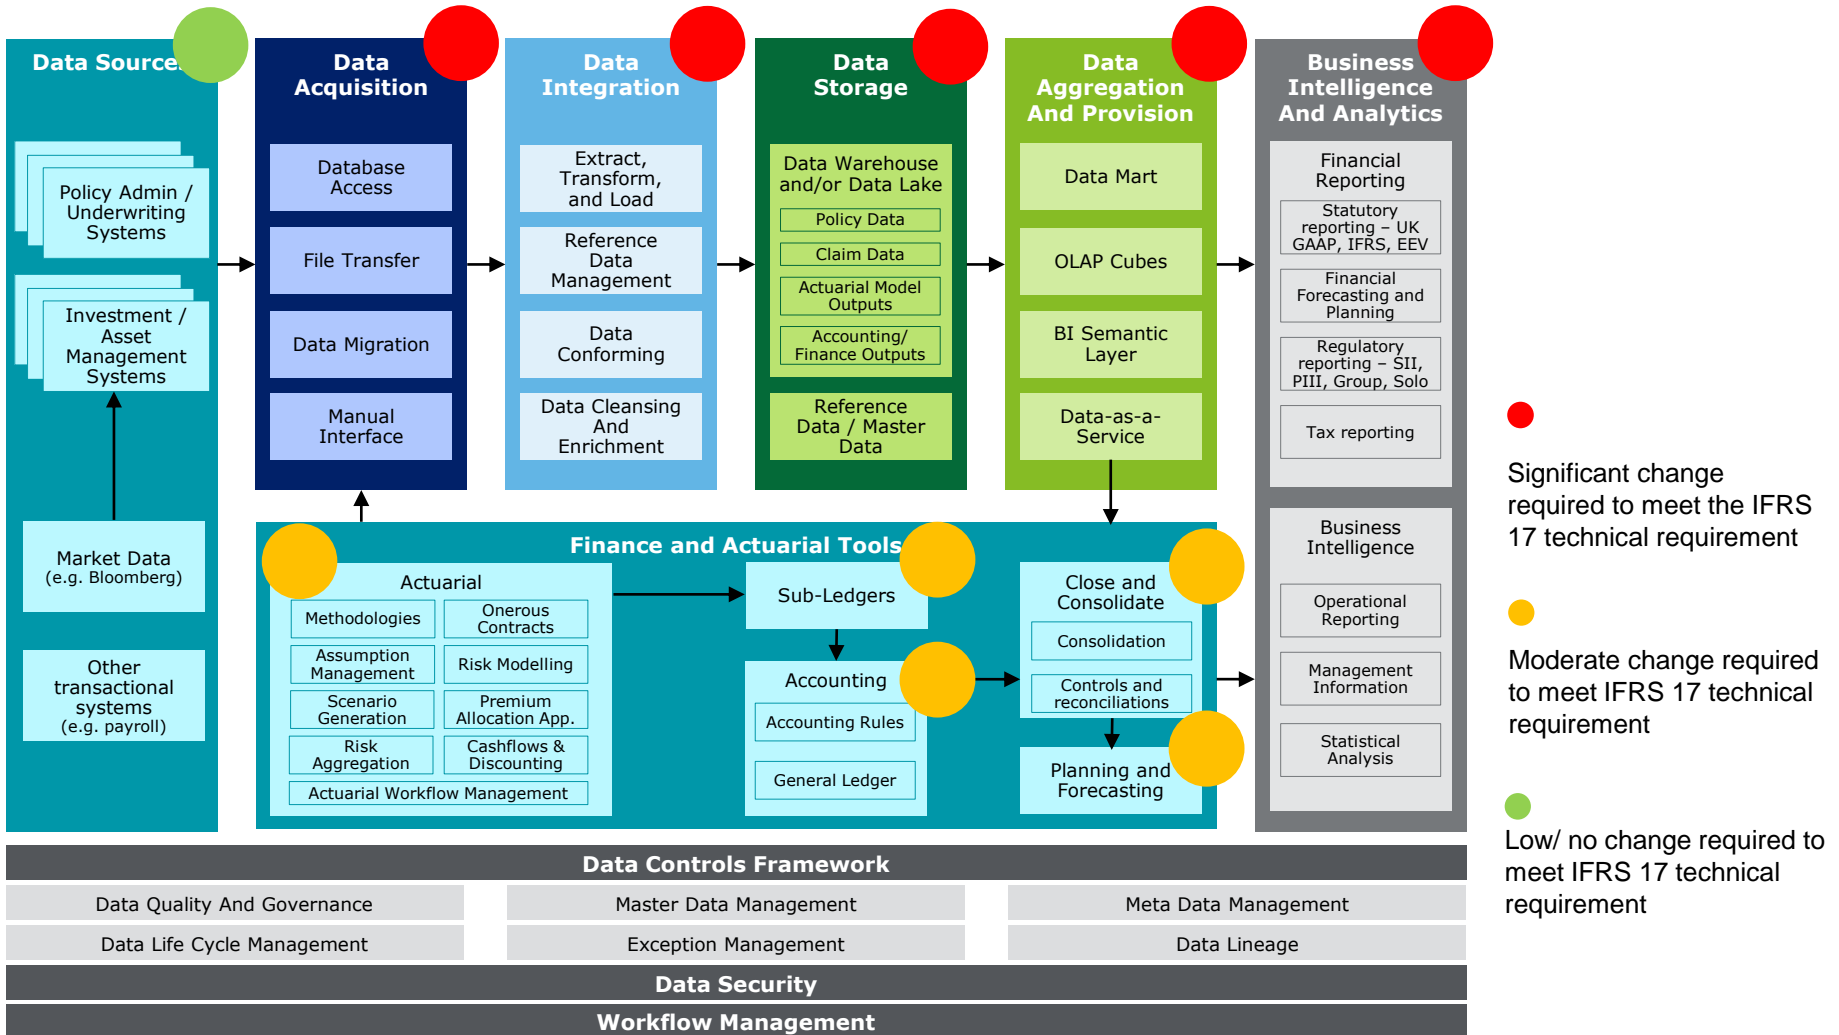 Data Sources
Policy Admin /
Underwriting
Systems
Investment /
Asset
Management
Systems
Market Data
(e.g. Bloomberg)
Other
transactional
systems
(e.g. payroll)
Data
Acquisition
Database
Access
File Transfer
Data Migration
Manual
Interface
Data
Integration
Extract,
Transform,
and Load
Reference
Data
Management
Data
Conforming
Data Cleansing
And
Enrichment
Data
Storage
Data Warehouse
and/or Data Lake
Policy Data
Claim Data
Actuarial Model
Outputs
Accounting/
Finance Outputs
Reference
Data / Master
Data
Data
Aggregation
And Provision
Data Mart
OLAP Cubes
BI Semantic
Layer
Data-as-a-
Service
Business
Intelligence
And Analytics
Financial
Reporting
Statutory
reporting – UK
GAAP, IFRS, EEV
Financial
Forecasting and
Planning
Regulatory
reporting – SII,
PIII, Group, Solo
Tax reporting
Business
Intelligence
Operational
Reporting
Management
Information
Statistical
Analysis
Finance and Actuarial Tools
Actuarial
Methodologies
Onerous
Contracts
Assumption
Management
Risk Modelling
Scenario
Generation
Premium
Allocation App.
Risk
Aggregation
Cashflows &
Discounting
Actuarial Workflow Management
Sub-Ledgers
Accounting
Accounting Rules
General Ledger
Close and
Consolidate
Consolidation
Controls and
reconciliations
Planning and
Forecasting
Significant change
required to meet the IFRS
17 technical requirement
Moderate change required
to meet IFRS 17 technical
requirement
Low/ no change required to
meet IFRS 17 technical
requirement
Data Controls Framework
Data Quality And Governance
Master Data Management
Meta Data Management
Data Life Cycle Management
Exception Management
Data Lineage
Data Security
Workflow Management